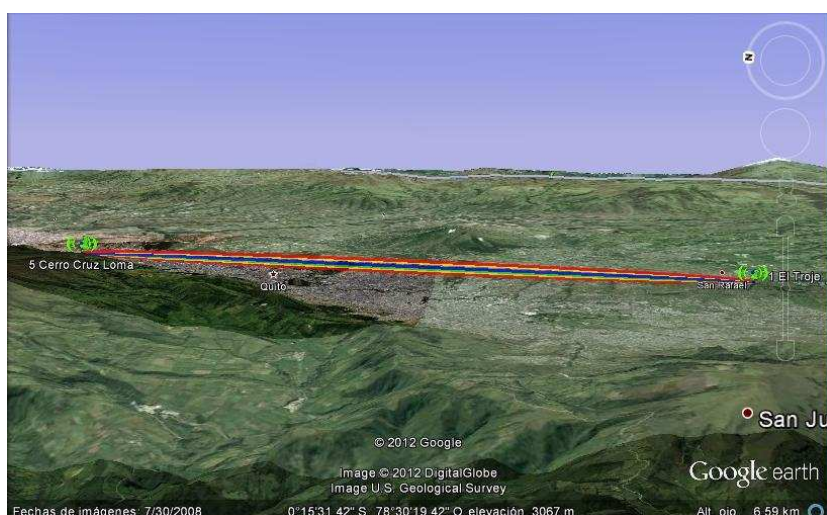 N
5 Cerro Cruz Loma
1 El Troje
San Rafael
Quito
San Ju
© 2012 Google
Image © 2012 DigitalGlobe
Image U.S. Geological Survey
Google earth
Fechas de imágenes: 7/30/2008 0°15'31.42" S 78°30'19.42" O elevación 3067 m Alt. ojo 6.59 km